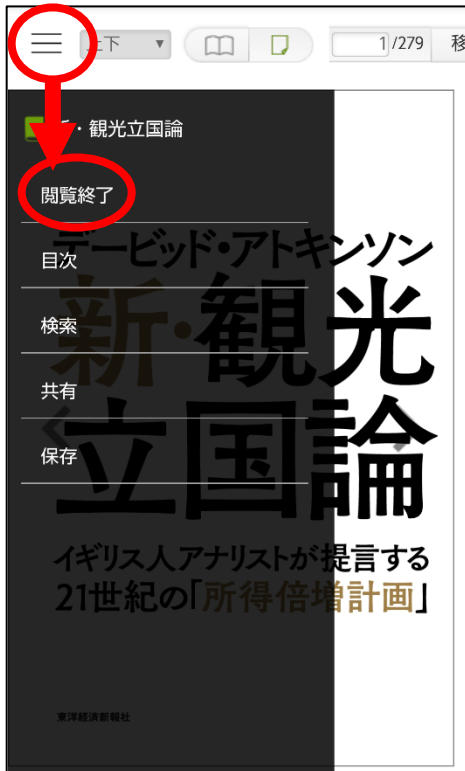 上下 ▼ 1/279 移
新・観光立国論
閲覧終了
目次
検索
共有
保存
デービッド・アトキンソン
新・観光
立国論
イギリス人アナリストが提言する
21世紀の「所得倍増計画」
東洋経済新報社